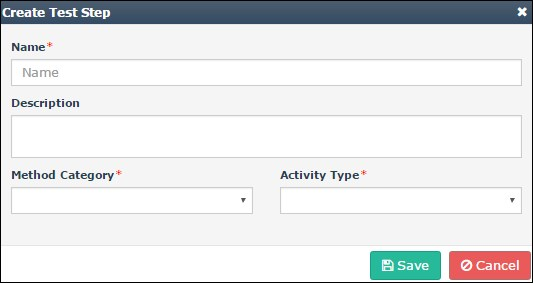 Create Test Step
Name*
Name
Description
Method Category* Activity Type*
Save Cancel